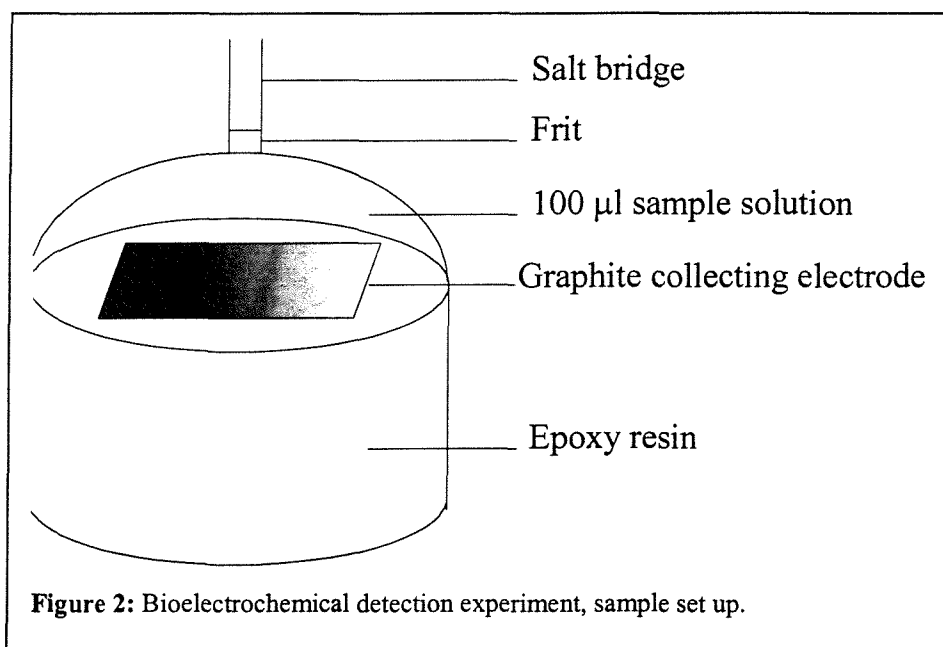 Salt bridge
Frit
100 μl sample solution
Graphite collecting electrode
Epoxy resin
Figure 2: Bioelectrochemical detection experiment, sample set up.